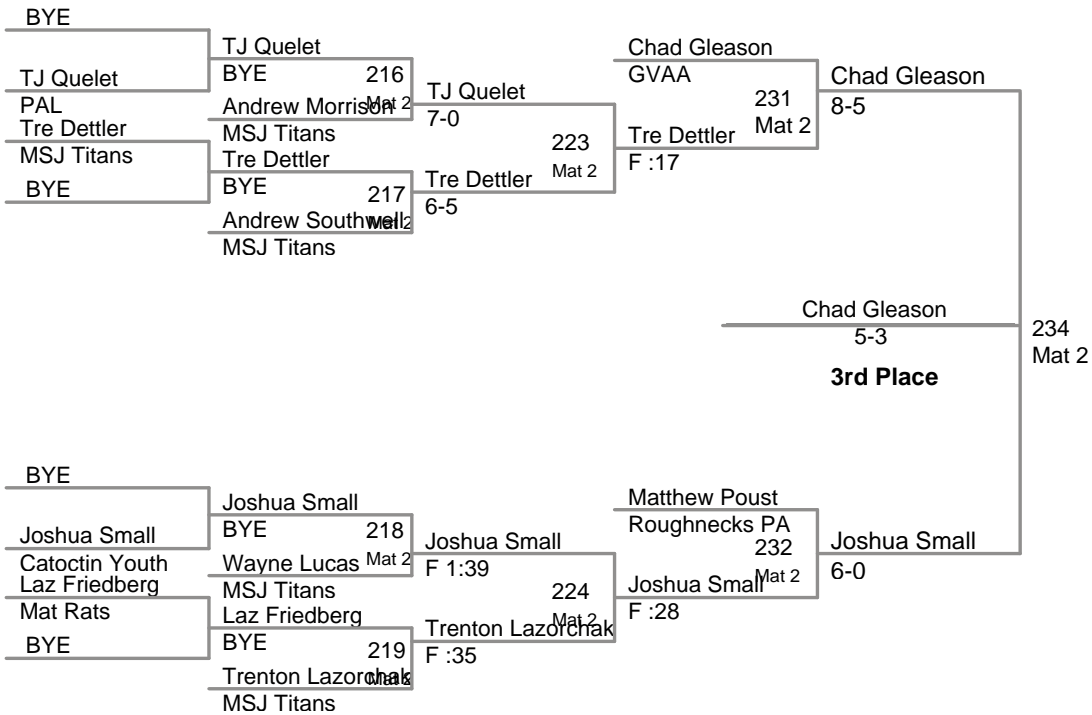 BYE
TJ Quelet
PAL
Tre Dettler
MSJ Titans
BYE
TJ Quelet
BYE
216
Mat 2
Andrew Morrison
MSJ Titans
Tre Dettler
BYE
217
Mat 2
Andrew Southwell
MSJ Titans
TJ Quelet
7-0
223
Mat 2
Tre Dettler
6-5
Chad Gleason
GVAA
231
Mat 2
Tre Dettler
F :17
Chad Gleason
8-5
Chad Gleason
5-3
3rd Place
234
Mat 2
BYE
Joshua Small
Catoctin Youth
Laz Friedberg
Mat Rats
BYE
Joshua Small
BYE
218
Mat 2
Wayne Lucas
MSJ Titans
Laz Friedberg
BYE
219
Mat 2
Trenton Lazorchak
MSJ Titans
Joshua Small
F 1:39
224
Mat 2
Trenton Lazorchak
F :35
Matthew Poust
Roughnecks PA
232
Mat 2
Joshua Small
F :28
Joshua Small
6-0